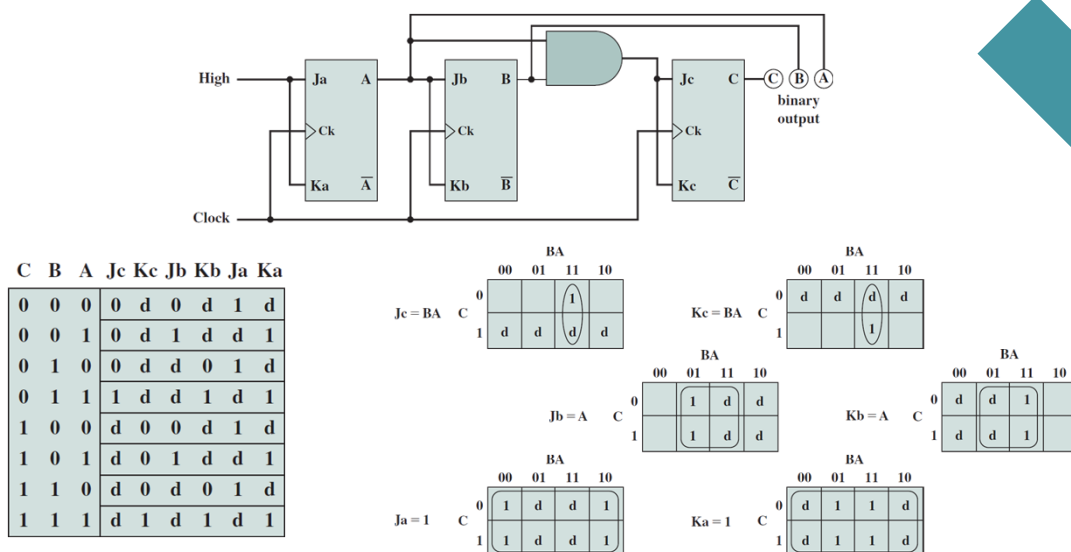 High
Ja A
Ck
Ka A̅
Jb B
Ck
Kb B̅
Jc C
Ck
Kc C̅
C B A
binary
output
Clock
C B A Jc Kc Jb Kb Ja Ka
0 0 0 0 d 0 d 1 d
0 0 1 0 d 1 d d 1
0 1 0 0 d d 0 1 d
0 1 1 1 d d 1 d 1
1 0 0 d 0 0 d 1 d
1 0 1 d 0 1 d d 1
1 1 0 d 0 d 0 1 d
1 1 1 d 1 d 1 d 1
BA
00 01 11 10
Jc = BA C
0 1
1 d d d d
BA
00 01 11 10
Kc = BA C
0 d d d d
1 1
BA
00 01 11 10
Jb = A C
0 1 d d
1 1 d d
BA
00 01 11 10
Kb = A C
0 d d 1
1 d d 1
BA
00 01 11 10
Ja = 1 C
0 1 d d 1
1 1 d d 1
BA
00 01 11 10
Ka = 1 C
0 d 1 1 d
1 d 1 1 d